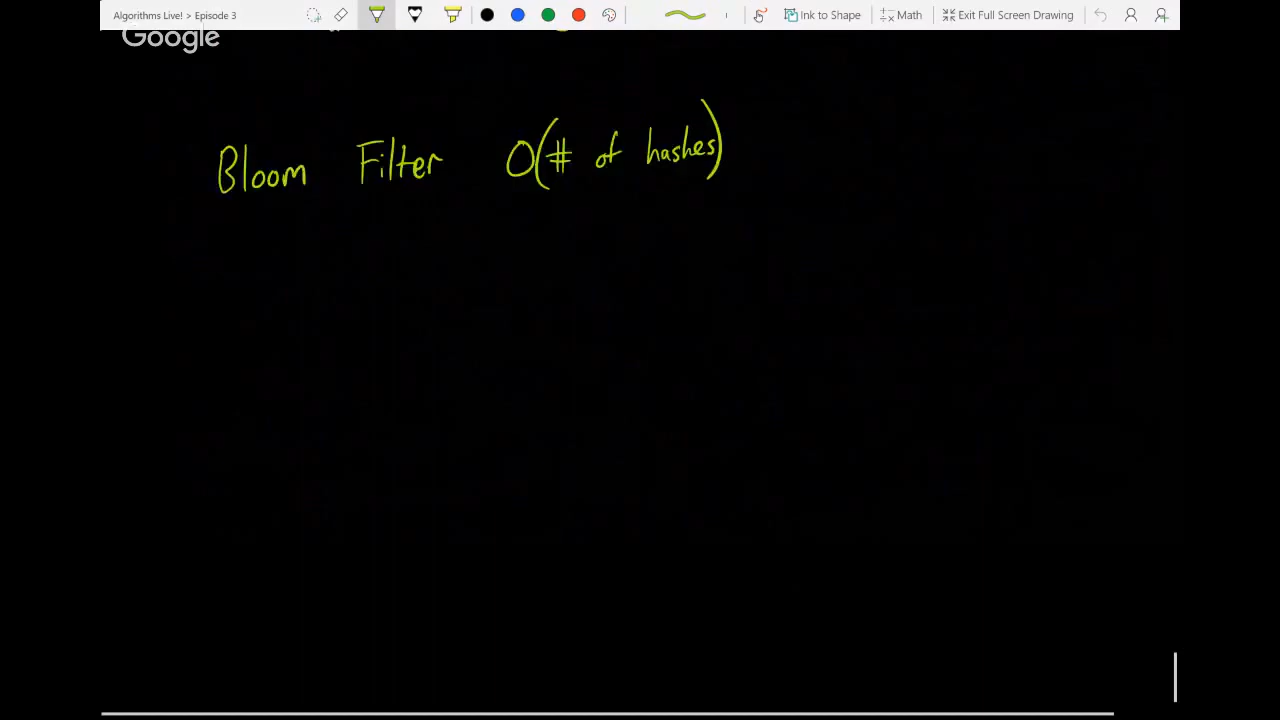 Algorithms Live! > Episode 3
Ink to Shape
Math
Exit Full Screen Drawing
Google
Bloom Filter O(# of hashes)